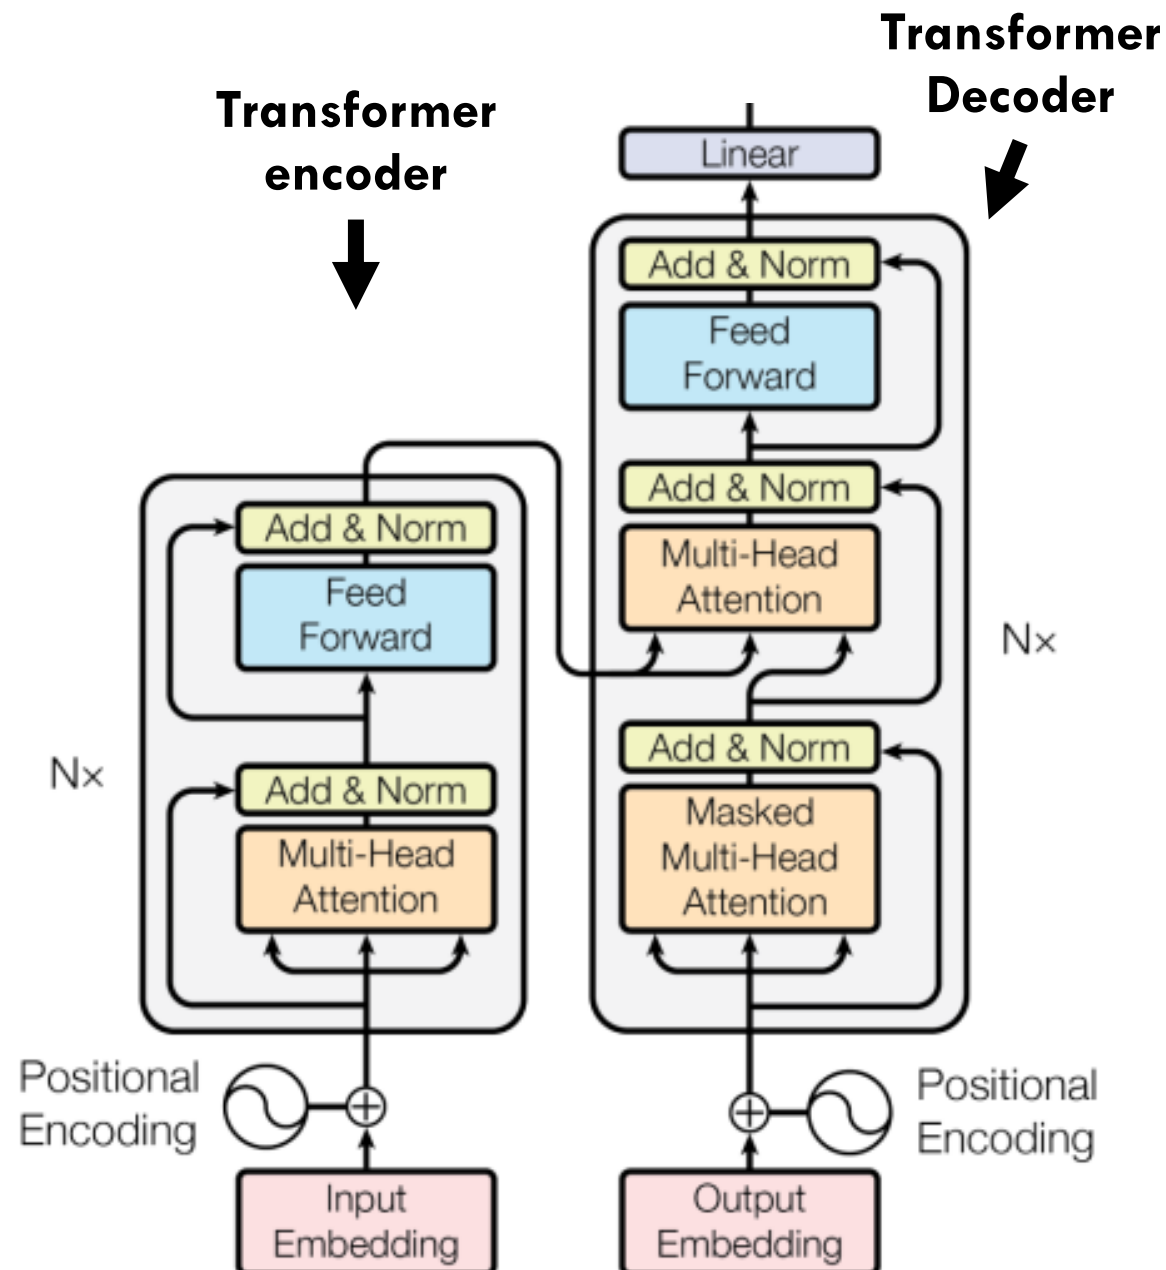 Transformer
encoder
Transformer
Decoder
Linear
Add & Norm
Feed
Forward
Add & Norm
Multi-Head
Attention
Nx
Add & Norm
Masked
Multi-Head
Attention
Add & Norm
Feed
Forward
Nx
Add & Norm
Multi-Head
Attention
Positional
Encoding
Input
Embedding
Positional
Encoding
Output
Embedding